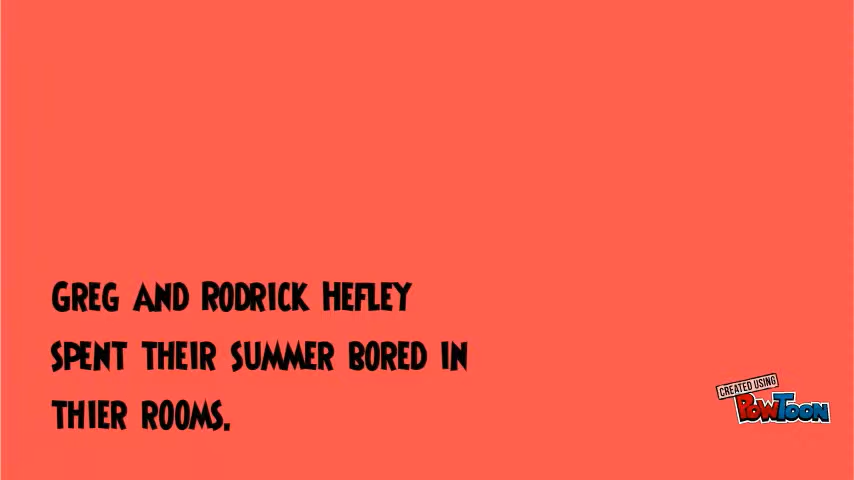 GREG AND RODRICK HEFLEY
SPENT THEIR SUMMER BORED IN
THIER ROOMS.
CREATED USING
POWTOON